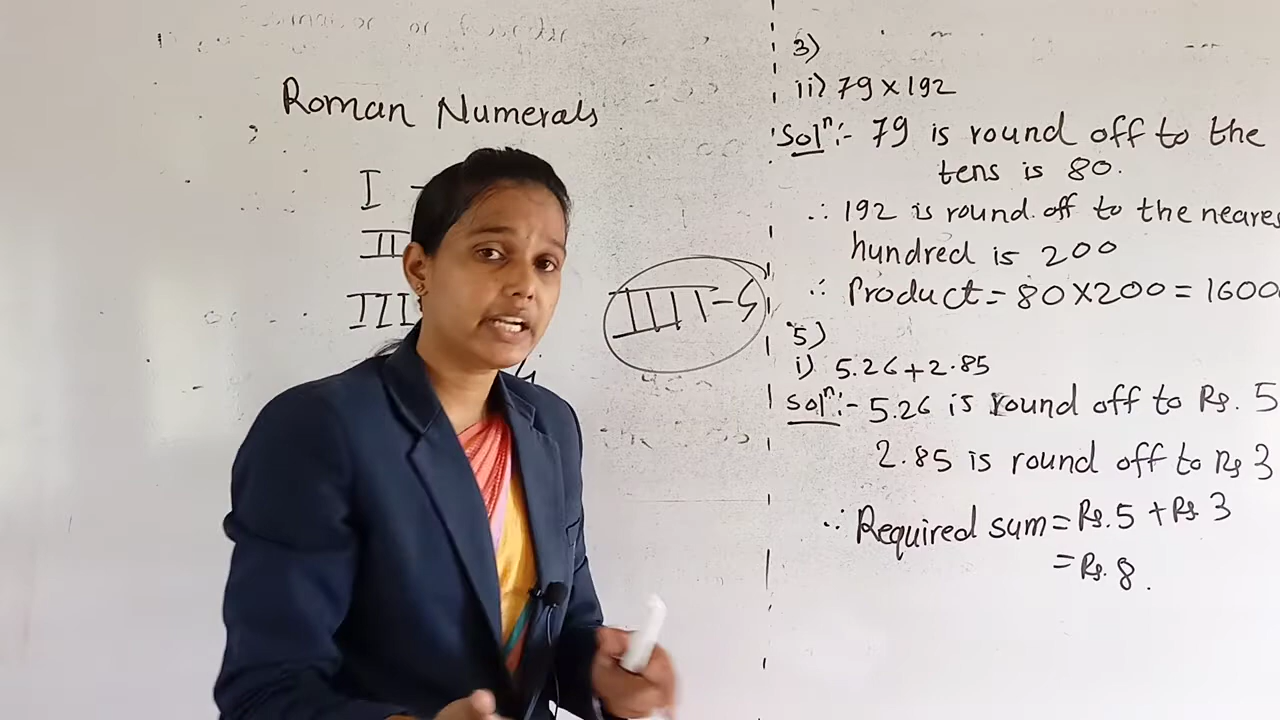 Roman Numerals
I -
II
III
4
IIII - 5
3)
ii) 79 x 192
Solⁿ:- 79 is round off to the
tens is 80.
∴ 192 is round off to the neares
hundred is 200
∴ Product = 80 X 200 = 1600
5)
i) 5.26 + 2.85
Solⁿ:- 5.26 is round off to Rs. 5
2.85 is round off to Rs 3
∴ Required sum = Rs. 5 + Rs 3
= Rs. 8.